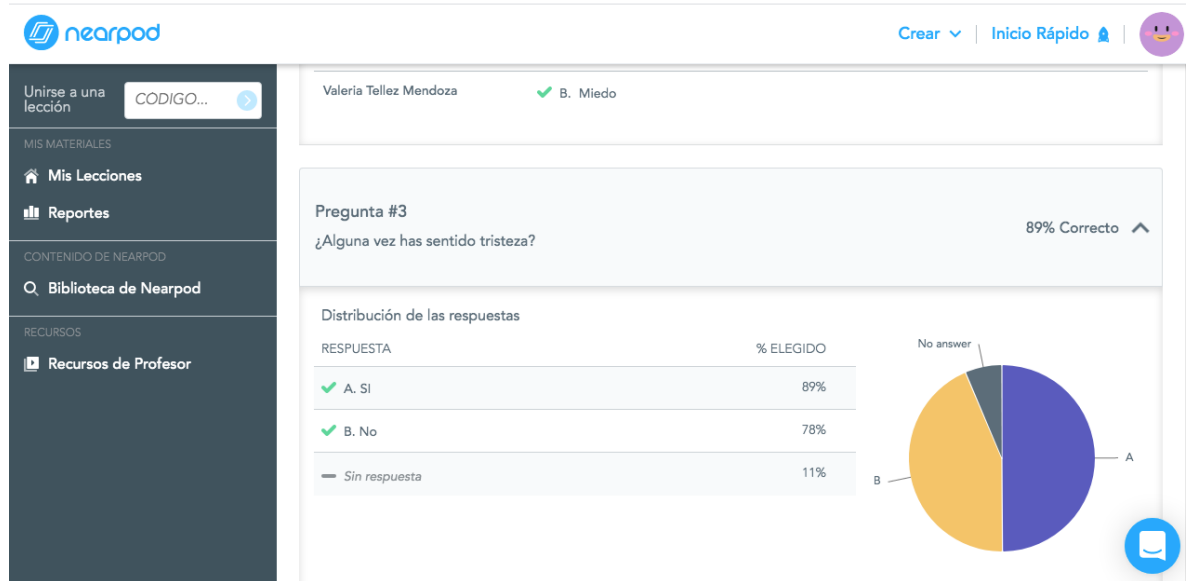 nearpod
Crear
Inicio Rápido
Unirse a una
lección
CÓDIGO...
MIS MATERIALES
Mis Lecciones
Reportes
CONTENIDO DE NEARPOD
Biblioteca de Nearpod
RECURSOS
Recursos de Profesor
Valeria Tellez Mendoza
B. Miedo
Pregunta #3
¿Alguna vez has sentido tristeza?
89% Correcto
Distribución de las respuestas
RESPUESTA % ELEGIDO
A. SI 89%
B. No 78%
Sin respuesta 11%
No answer
A
B